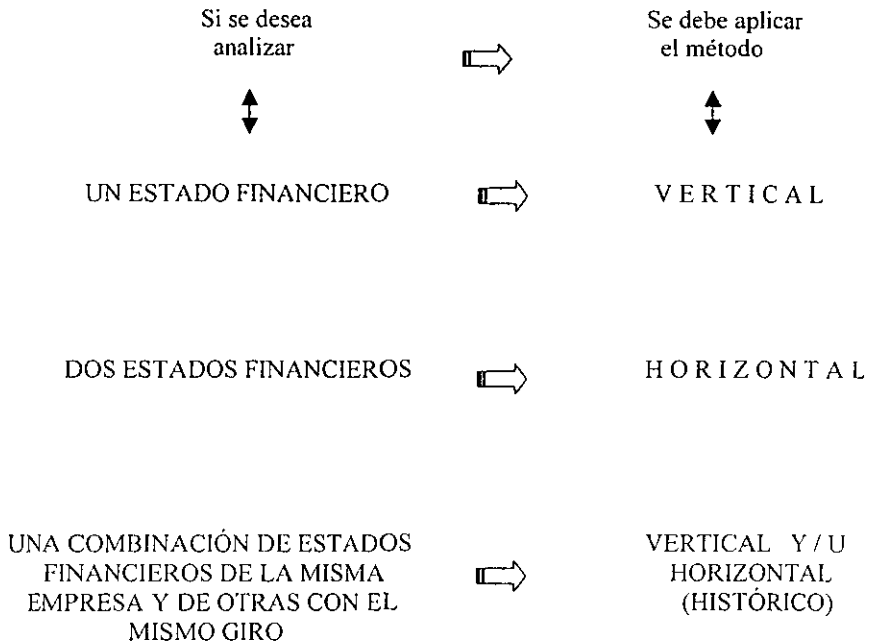 Si se desea
analizar
Se debe aplicar
el método
UN ESTADO FINANCIERO
V E R T I C A L
DOS ESTADOS FINANCIEROS
H O R I Z O N T A L
UNA COMBINACIÓN DE ESTADOS
FINANCIEROS DE LA MISMA
EMPRESA Y DE OTRAS CON EL
MISMO GIRO
VERTICAL Y / U
HORIZONTAL
(HISTÓRICO)